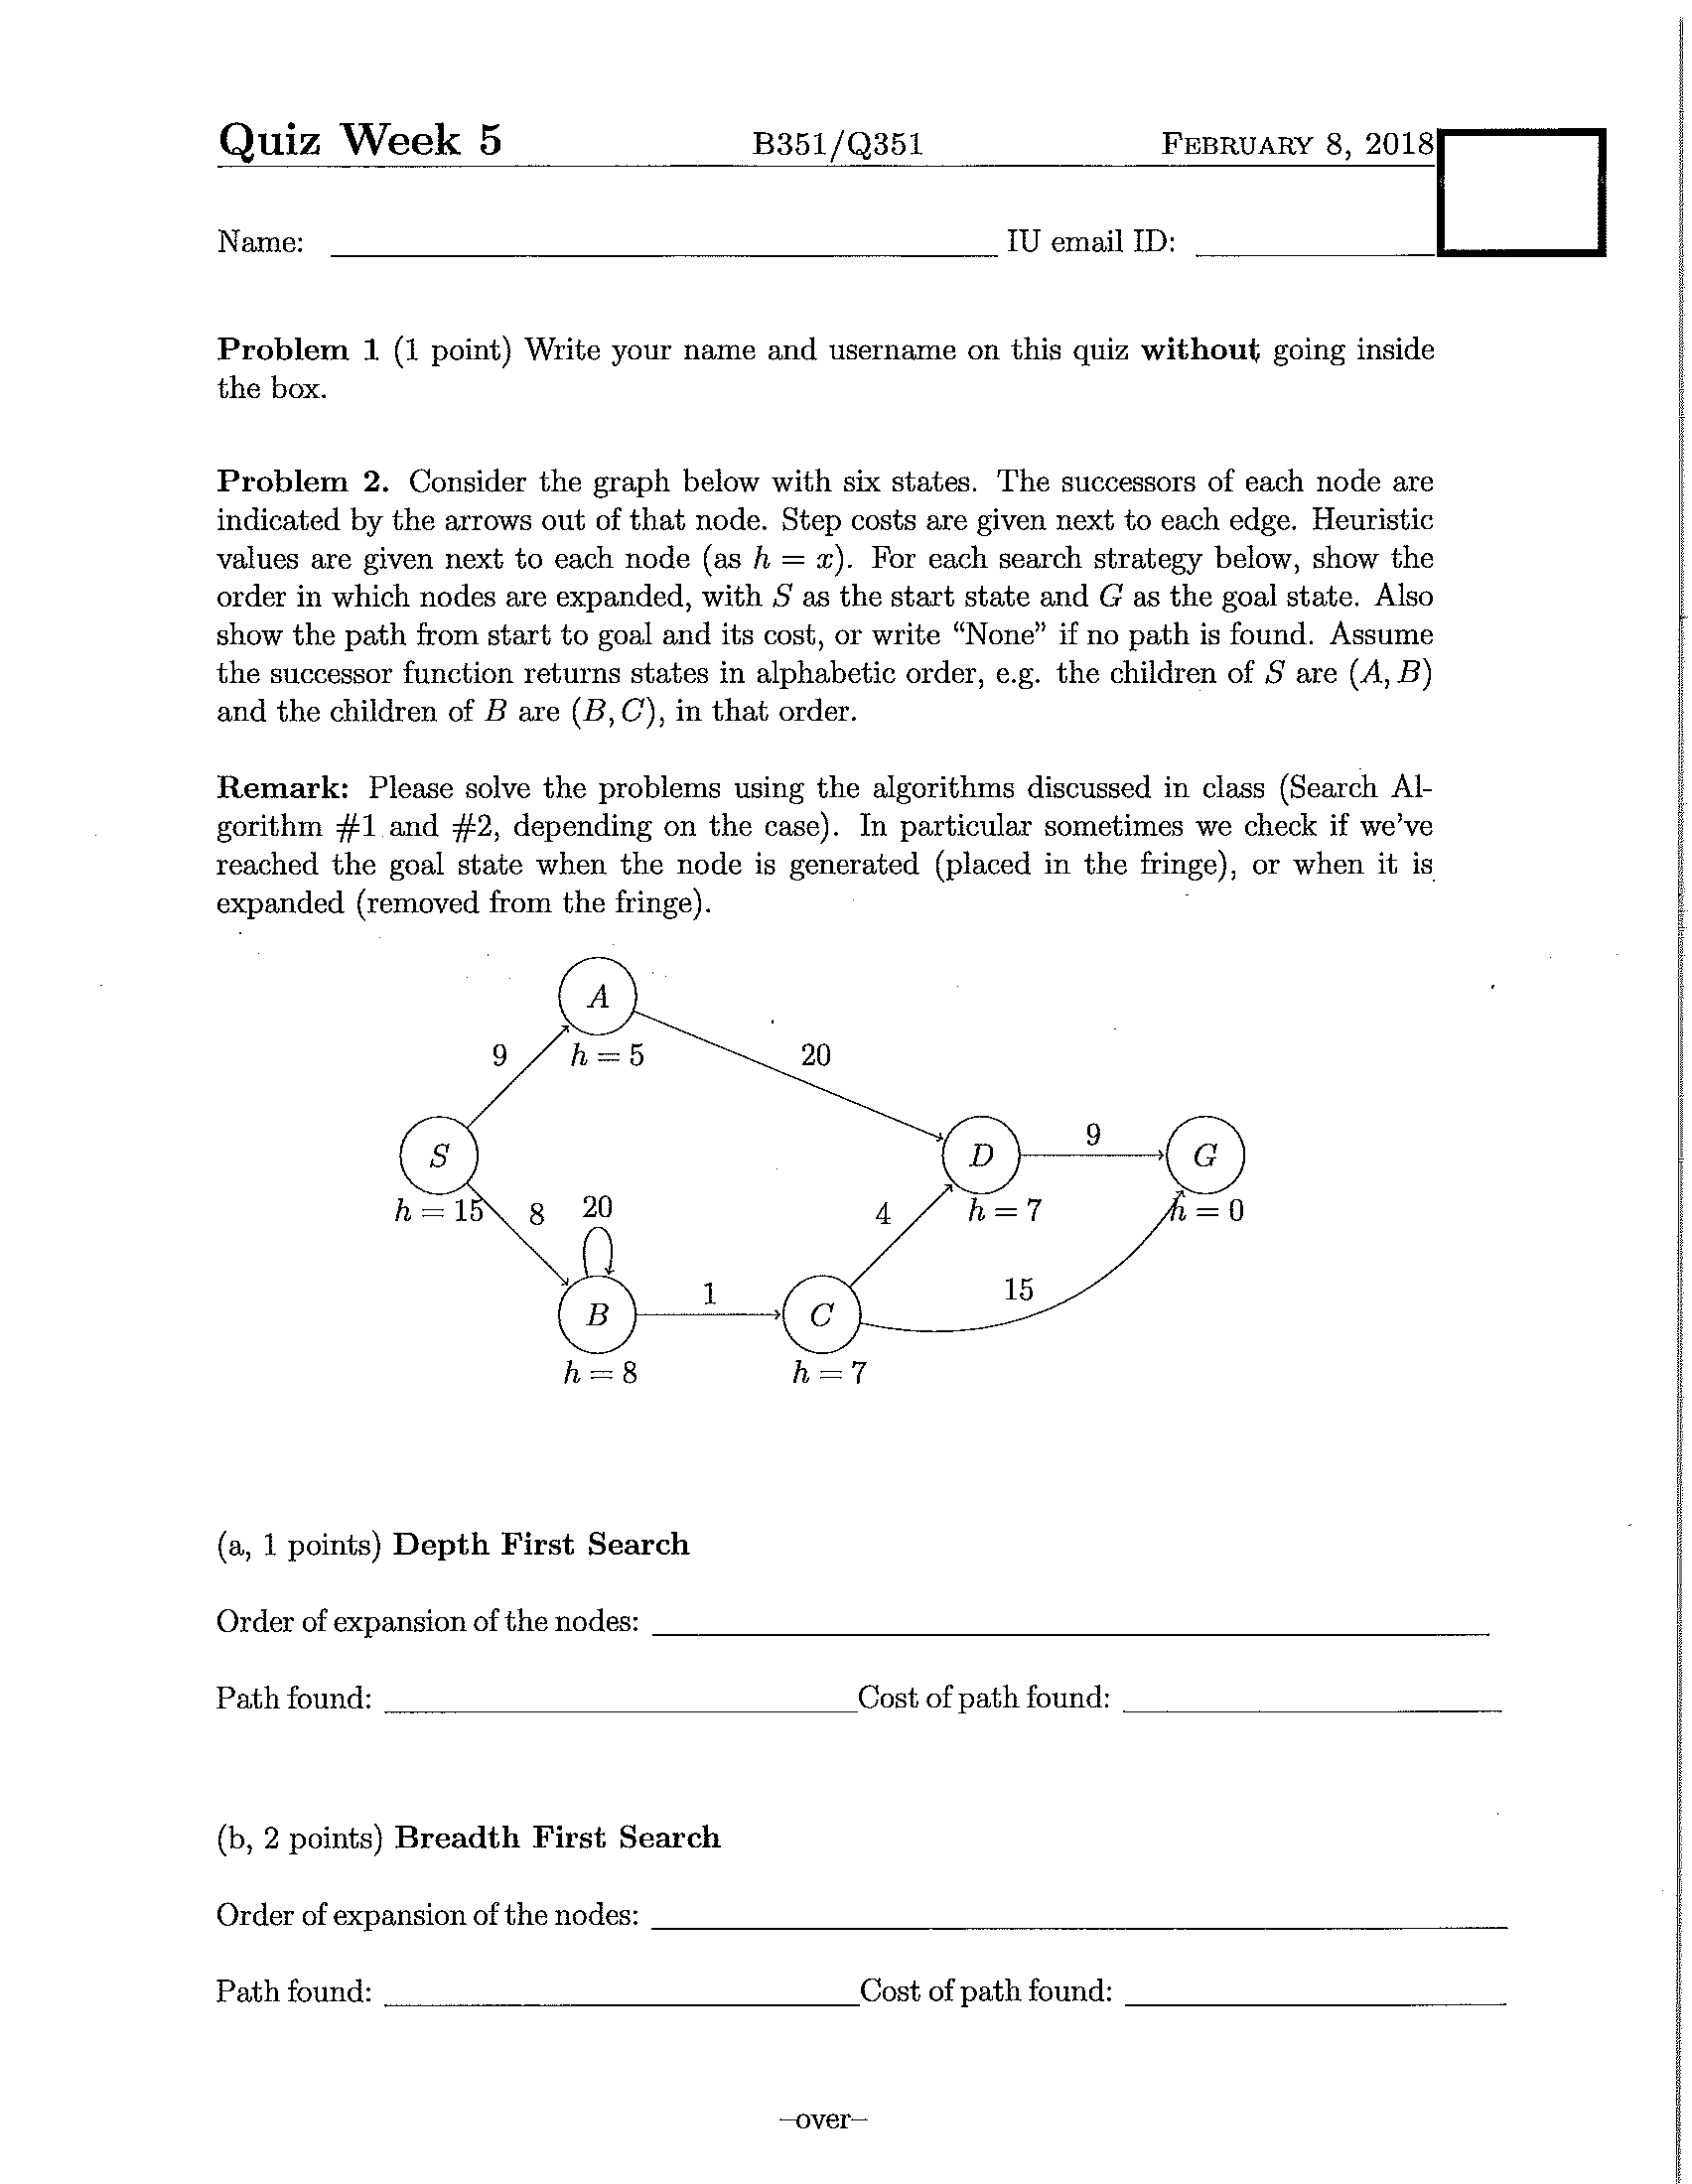 Quiz Week 5 B351/Q351 FEBRUARY 8, 2018
Name: IU email ID:
Problem 1 (1 point) Write your name and username on this quiz without going inside
the box.
Problem 2. Consider the graph below with six states. The successors of each node are
indicated by the arrows out of that node. Step costs are given next to each edge. Heuristic
values are given next to each node (as h = x). For each search strategy below, show the
order in which nodes are expanded, with S as the start state and G as the goal state. Also
show the path from start to goal and its cost, or write “None” if no path is found. Assume
the successor function returns states in alphabetic order, e.g. the children of S are (A, B)
and the children of B are (B, C), in that order.
Remark: Please solve the problems using the algorithms discussed in class (Search Al-
gorithm #1 and #2, depending on the case). In particular sometimes we check if we’ve
reached the goal state when the node is generated (placed in the fringe), or when it is
expanded (removed from the fringe).
A
9 h = 5 20
S D 9 G
h = 15 8 20 4 h = 7 h = 0
B 1 C 15
h = 8 h = 7
(a, 1 points) Depth First Search
Order of expansion of the nodes:
Path found: Cost of path found:
(b, 2 points) Breadth First Search
Order of expansion of the nodes:
Path found: Cost of path found:
–over–